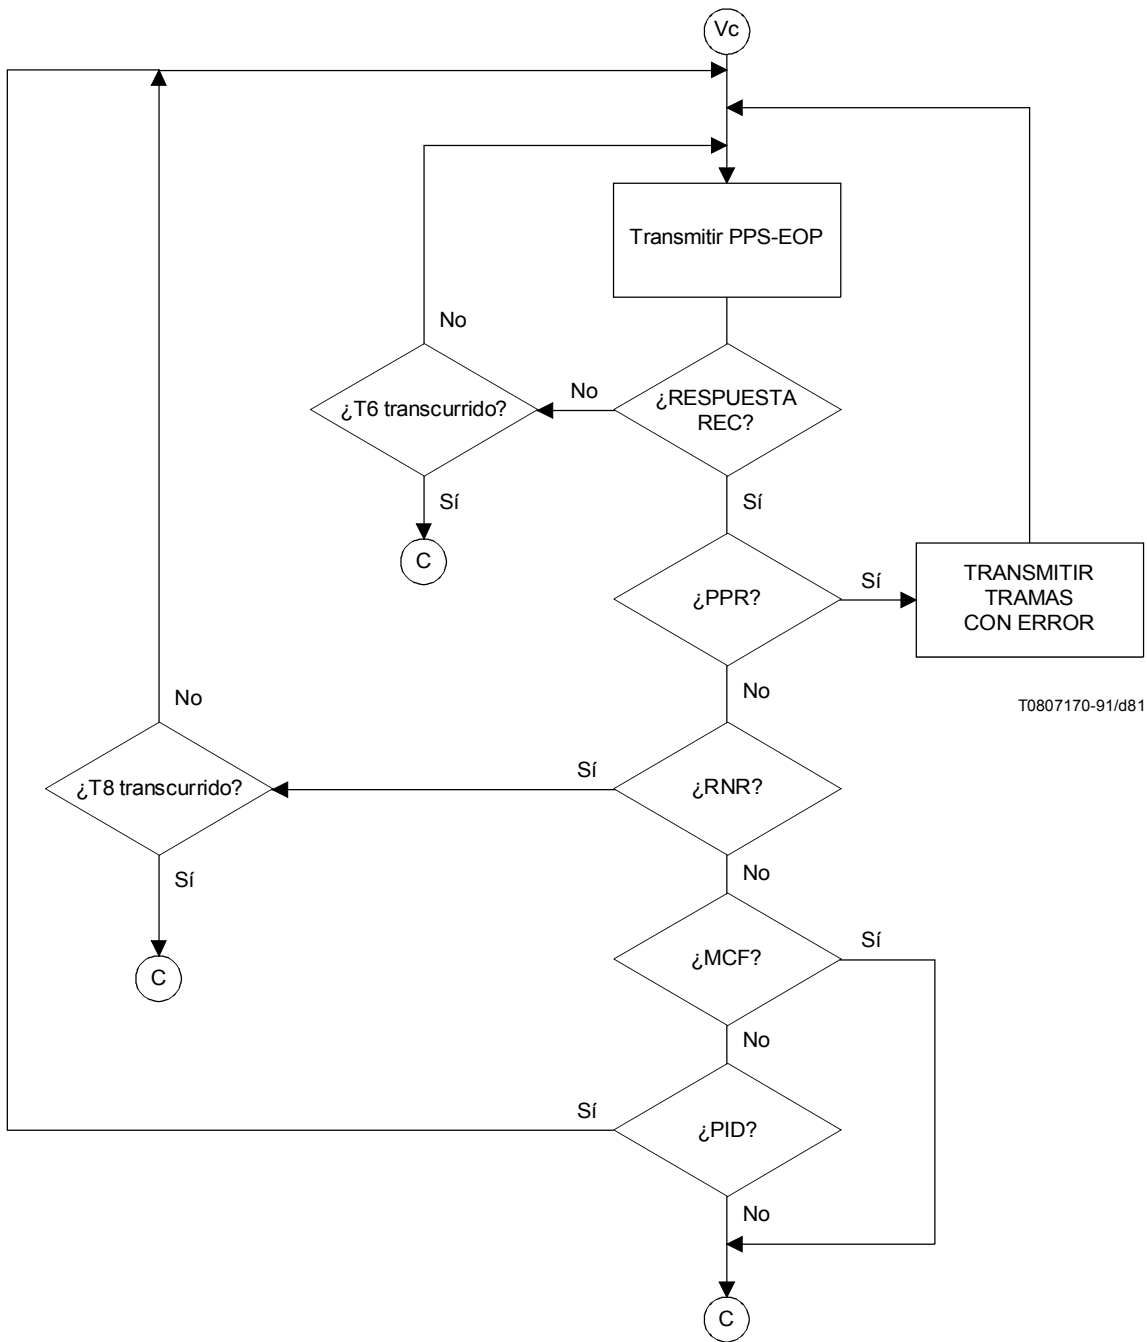 Vc
Transmitir PPS-EOP
No
¿T6 transcurrido?
No
¿RESPUESTA
REC?
Sí
Sí
C
¿PPR?
Sí
TRANSMITIR
TRAMAS
CON ERROR
No
No
T0807170-91/d81
¿T8 transcurrido?
Sí
¿RNR?
Sí
No
¿MCF?
Sí
C
No
Sí
¿PID?
No
C